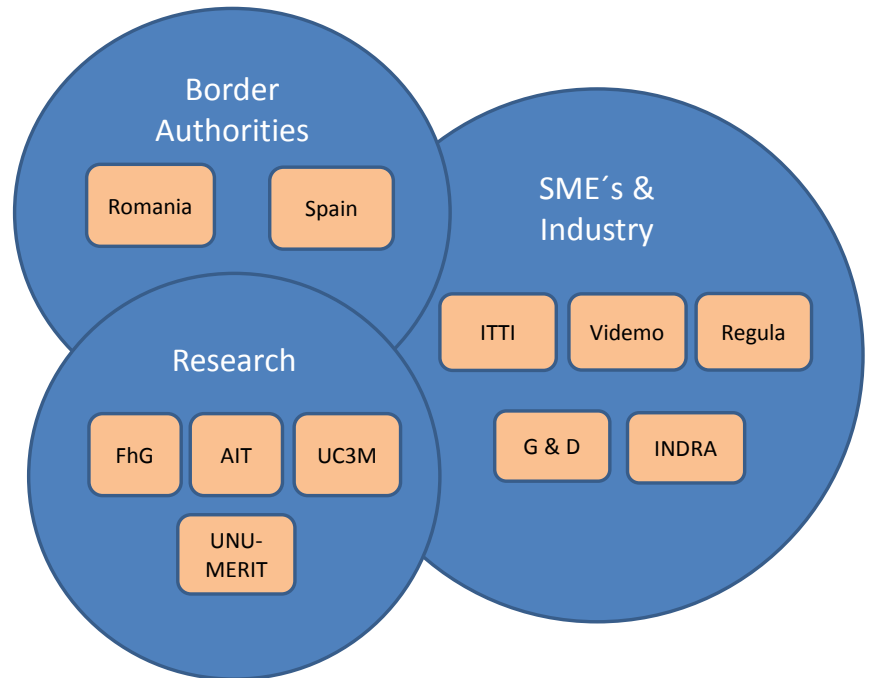 Border
Authorities
Romania
Spain
SME´s &
Industry
ITTI
Videmo
Regula
G & D
INDRA
Research
FhG
AIT
UC3M
UNU-
MERIT